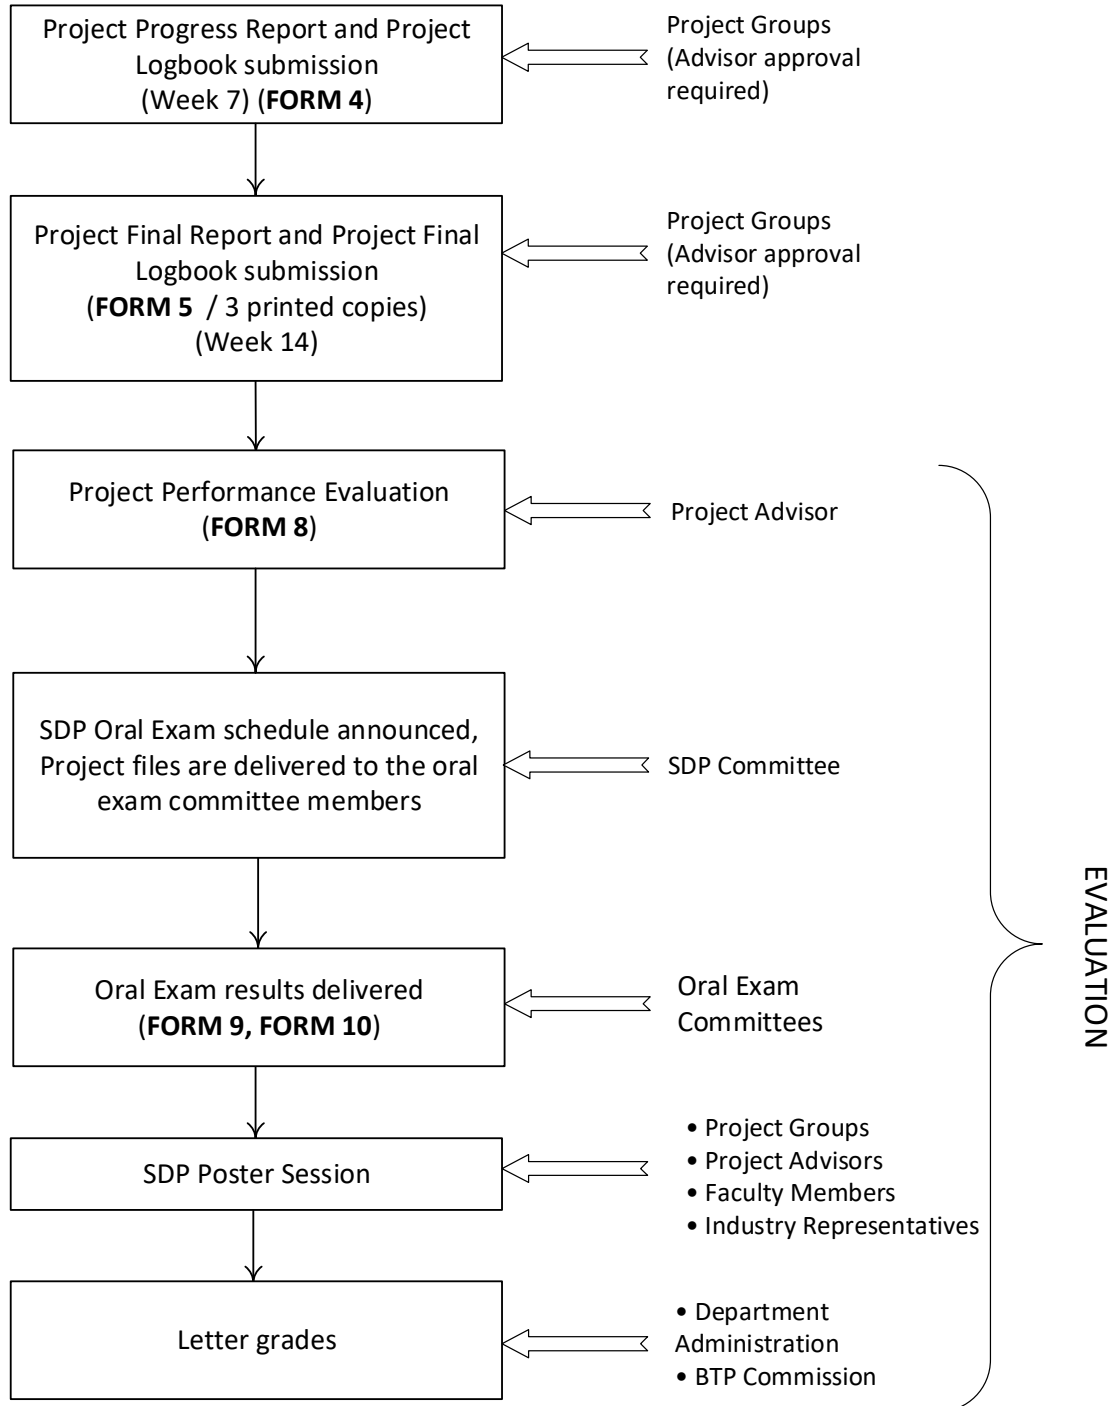 Project Progress Report and Project
Logbook submission
(Week 7) (FORM 4)
Project Groups
(Advisor approval
required)
Project Final Report and Project Final
Logbook submission
(FORM 5 / 3 printed copies)
(Week 14)
Project Groups
(Advisor approval
required)
Project Performance Evaluation
(FORM 8)
Project Advisor
SDP Oral Exam schedule announced,
Project files are delivered to the oral
exam committee members
SDP Committee
EVALUATION
Oral Exam results delivered
(FORM 9, FORM 10)
Oral Exam
Committees
SDP Poster Session
• Project Groups
• Project Advisors
• Faculty Members
• Industry Representatives
Letter grades
• Department
Administration
• BTP Commission